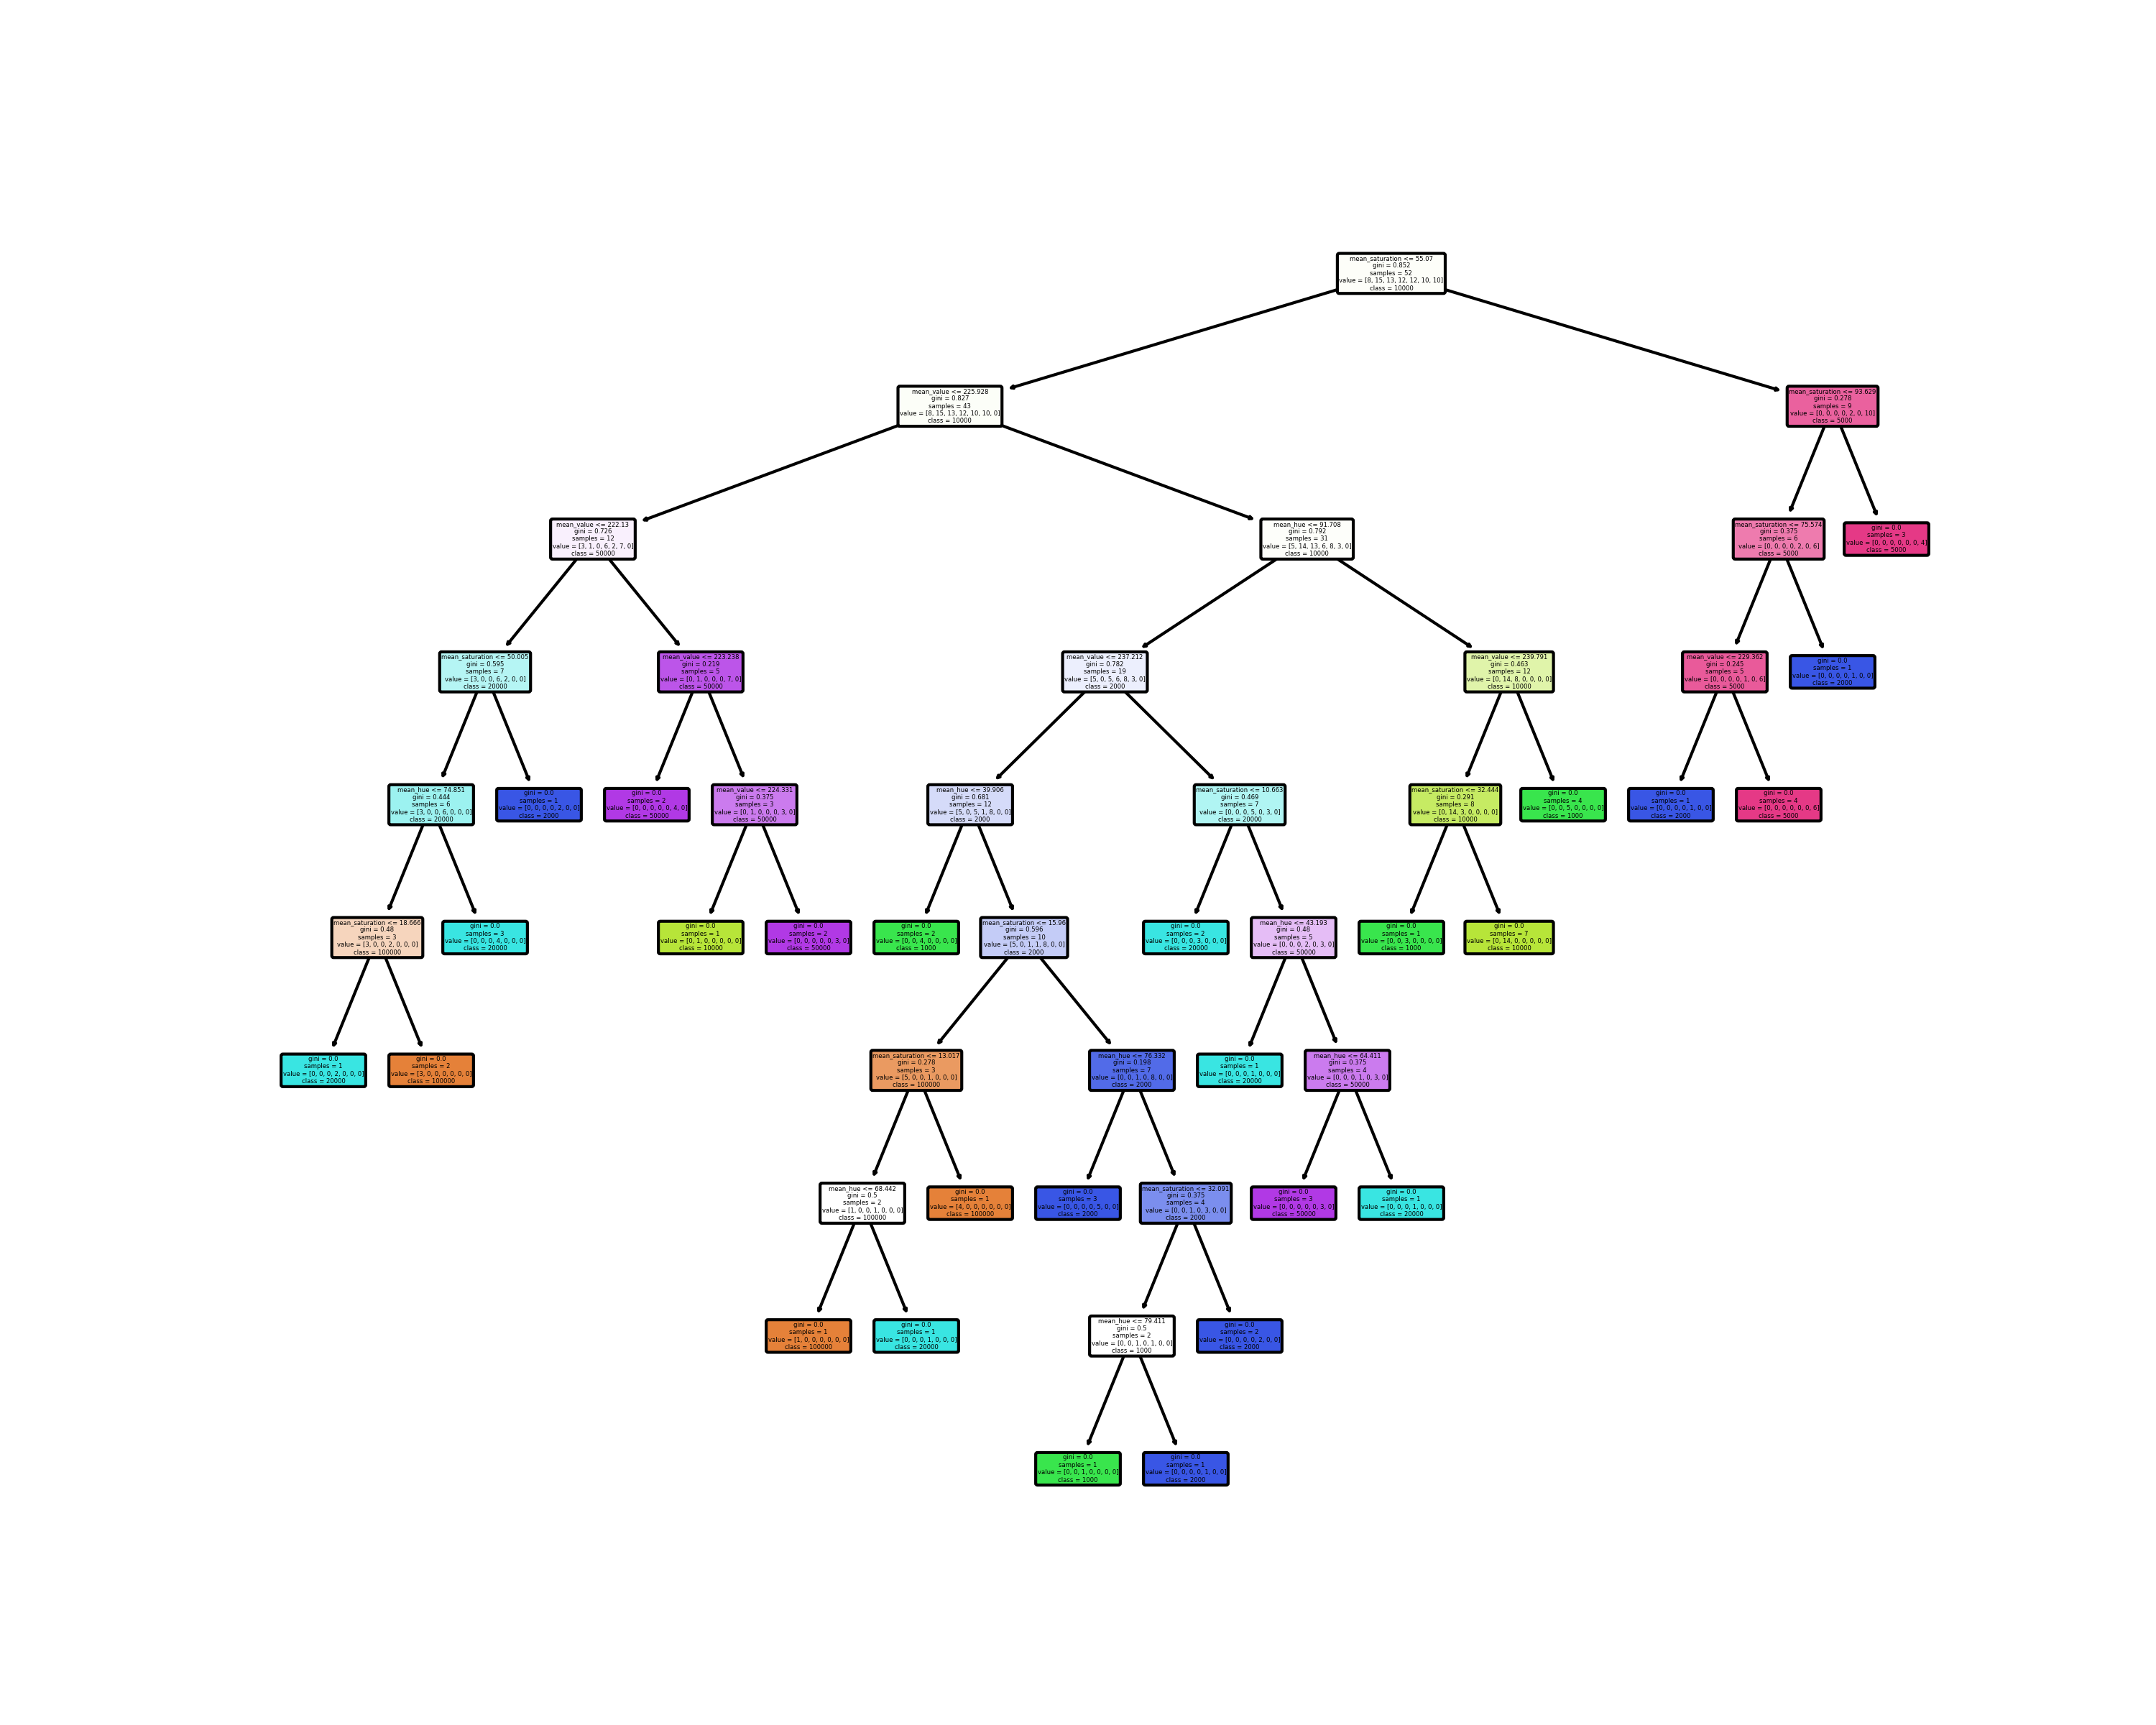 mean_saturation <= 55.07
gini = 0.852
samples = 52
value = [8, 15, 13, 12, 12, 10, 10]
class = 10000
mean_value <= 225.928
gini = 0.827
samples = 43
value = [8, 15, 13, 12, 10, 10, 0]
class = 10000
mean_saturation <= 93.629
gini = 0.278
samples = 9
value = [0, 0, 0, 0, 2, 0, 10]
class = 5000
mean_value <= 222.13
gini = 0.726
samples = 12
value = [3, 1, 0, 6, 2, 7, 0]
class = 50000
mean_hue <= 91.708
gini = 0.792
samples = 31
value = [5, 14, 13, 6, 8, 3, 0]
class = 10000
mean_saturation <= 75.574
gini = 0.375
samples = 6
value = [0, 0, 0, 0, 2, 0, 6]
class = 5000
gini = 0.0
samples = 3
value = [0, 0, 0, 0, 0, 0, 4]
class = 5000
mean_saturation <= 50.005
gini = 0.595
samples = 7
value = [3, 0, 0, 6, 2, 0, 0]
class = 20000
mean_value <= 223.238
gini = 0.219
samples = 5
value = [0, 1, 0, 0, 0, 7, 0]
class = 50000
mean_value <= 237.212
gini = 0.782
samples = 19
value = [5, 0, 5, 6, 8, 3, 0]
class = 2000
mean_value <= 239.791
gini = 0.463
samples = 12
value = [0, 14, 8, 0, 0, 0, 0]
class = 10000
mean_value <= 229.362
gini = 0.245
samples = 5
value = [0, 0, 0, 0, 1, 0, 6]
class = 5000
gini = 0.0
samples = 1
value = [0, 0, 0, 0, 1, 0, 0]
class = 2000
mean_hue <= 74.851
gini = 0.444
samples = 6
value = [3, 0, 0, 6, 0, 0, 0]
class = 20000
gini = 0.0
samples = 1
value = [0, 0, 0, 0, 2, 0, 0]
class = 2000
gini = 0.0
samples = 2
value = [0, 0, 0, 0, 0, 4, 0]
class = 50000
mean_value <= 224.331
gini = 0.375
samples = 3
value = [0, 1, 0, 0, 0, 3, 0]
class = 50000
mean_hue <= 39.906
gini = 0.681
samples = 12
value = [5, 0, 5, 1, 8, 0, 0]
class = 2000
mean_saturation <= 10.663
gini = 0.469
samples = 7
value = [0, 0, 0, 5, 0, 3, 0]
class = 20000
mean_saturation <= 32.444
gini = 0.291
samples = 8
value = [0, 14, 3, 0, 0, 0, 0]
class = 10000
gini = 0.0
samples = 4
value = [0, 0, 5, 0, 0, 0, 0]
class = 1000
gini = 0.0
samples = 1
value = [0, 0, 0, 0, 1, 0, 0]
class = 2000
gini = 0.0
samples = 4
value = [0, 0, 0, 0, 0, 0, 6]
class = 5000
mean_saturation <= 18.666
gini = 0.48
samples = 3
value = [3, 0, 0, 2, 0, 0, 0]
class = 100000
gini = 0.0
samples = 3
value = [0, 0, 0, 4, 0, 0, 0]
class = 20000
gini = 0.0
samples = 1
value = [0, 1, 0, 0, 0, 0, 0]
class = 10000
gini = 0.0
samples = 2
value = [0, 0, 0, 0, 0, 3, 0]
class = 50000
gini = 0.0
samples = 2
value = [0, 0, 4, 0, 0, 0, 0]
class = 1000
mean_saturation <= 15.96
gini = 0.596
samples = 10
value = [5, 0, 1, 1, 8, 0, 0]
class = 2000
gini = 0.0
samples = 2
value = [0, 0, 0, 3, 0, 0, 0]
class = 20000
mean_hue <= 43.193
gini = 0.48
samples = 5
value = [0, 0, 0, 2, 0, 3, 0]
class = 50000
gini = 0.0
samples = 1
value = [0, 0, 3, 0, 0, 0, 0]
class = 1000
gini = 0.0
samples = 7
value = [0, 14, 0, 0, 0, 0, 0]
class = 10000
gini = 0.0
samples = 1
value = [0, 0, 0, 2, 0, 0, 0]
class = 20000
gini = 0.0
samples = 2
value = [3, 0, 0, 0, 0, 0, 0]
class = 100000
mean_saturation <= 13.017
gini = 0.278
samples = 3
value = [5, 0, 0, 1, 0, 0, 0]
class = 100000
mean_hue <= 76.332
gini = 0.198
samples = 7
value = [0, 0, 1, 0, 8, 0, 0]
class = 2000
gini = 0.0
samples = 1
value = [0, 0, 0, 1, 0, 0, 0]
class = 20000
mean_hue <= 64.411
gini = 0.375
samples = 4
value = [0, 0, 0, 1, 0, 3, 0]
class = 50000
mean_hue <= 68.442
gini = 0.5
samples = 2
value = [1, 0, 0, 1, 0, 0, 0]
class = 100000
gini = 0.0
samples = 1
value = [4, 0, 0, 0, 0, 0, 0]
class = 100000
gini = 0.0
samples = 3
value = [0, 0, 0, 0, 5, 0, 0]
class = 2000
mean_saturation <= 32.091
gini = 0.375
samples = 4
value = [0, 0, 1, 0, 3, 0, 0]
class = 2000
gini = 0.0
samples = 3
value = [0, 0, 0, 0, 0, 3, 0]
class = 50000
gini = 0.0
samples = 1
value = [0, 0, 0, 1, 0, 0, 0]
class = 20000
gini = 0.0
samples = 1
value = [1, 0, 0, 0, 0, 0, 0]
class = 100000
gini = 0.0
samples = 1
value = [0, 0, 0, 1, 0, 0, 0]
class = 20000
mean_hue <= 79.411
gini = 0.5
samples = 2
value = [0, 0, 1, 0, 1, 0, 0]
class = 1000
gini = 0.0
samples = 2
value = [0, 0, 0, 0, 2, 0, 0]
class = 2000
gini = 0.0
samples = 1
value = [0, 0, 1, 0, 0, 0, 0]
class = 1000
gini = 0.0
samples = 1
value = [0, 0, 0, 0, 1, 0, 0]
class = 2000